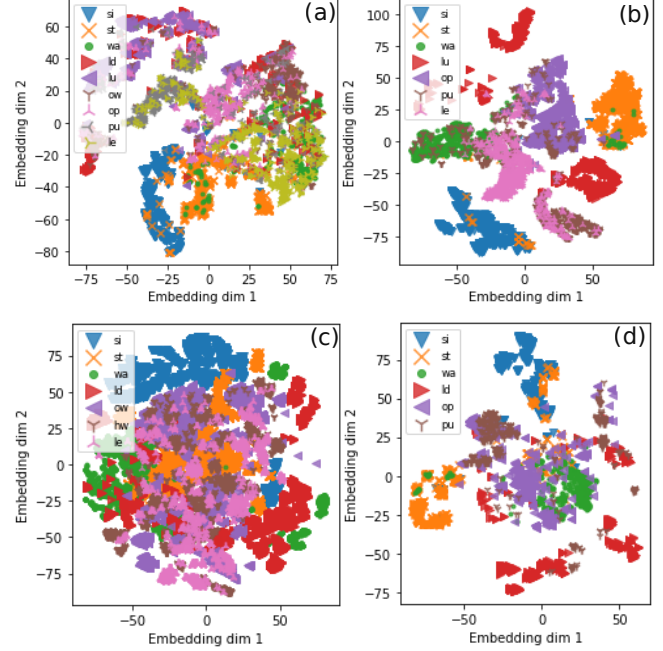 (a)
si
st
wa
ld
lu
ow
op
pu
le
60
40
20
0
−20
−40
−60
−80
−75 −50 −25 0 25 50 75
Embedding dim 1
Embedding dim 2
(b)
si
st
wa
lu
op
pu
le
100
75
50
25
0
−25
−50
−75
−50 0 50
Embedding dim 1
Embedding dim 2
(c)
si
st
wa
ld
ow
hw
le
75
50
25
0
−25
−50
−75
−50 0 50
Embedding dim 1
Embedding dim 2
(d)
si
st
wa
ld
op
pu
75
50
25
0
−25
−50
−75
−50 0 50
Embedding dim 1
Embedding dim 2